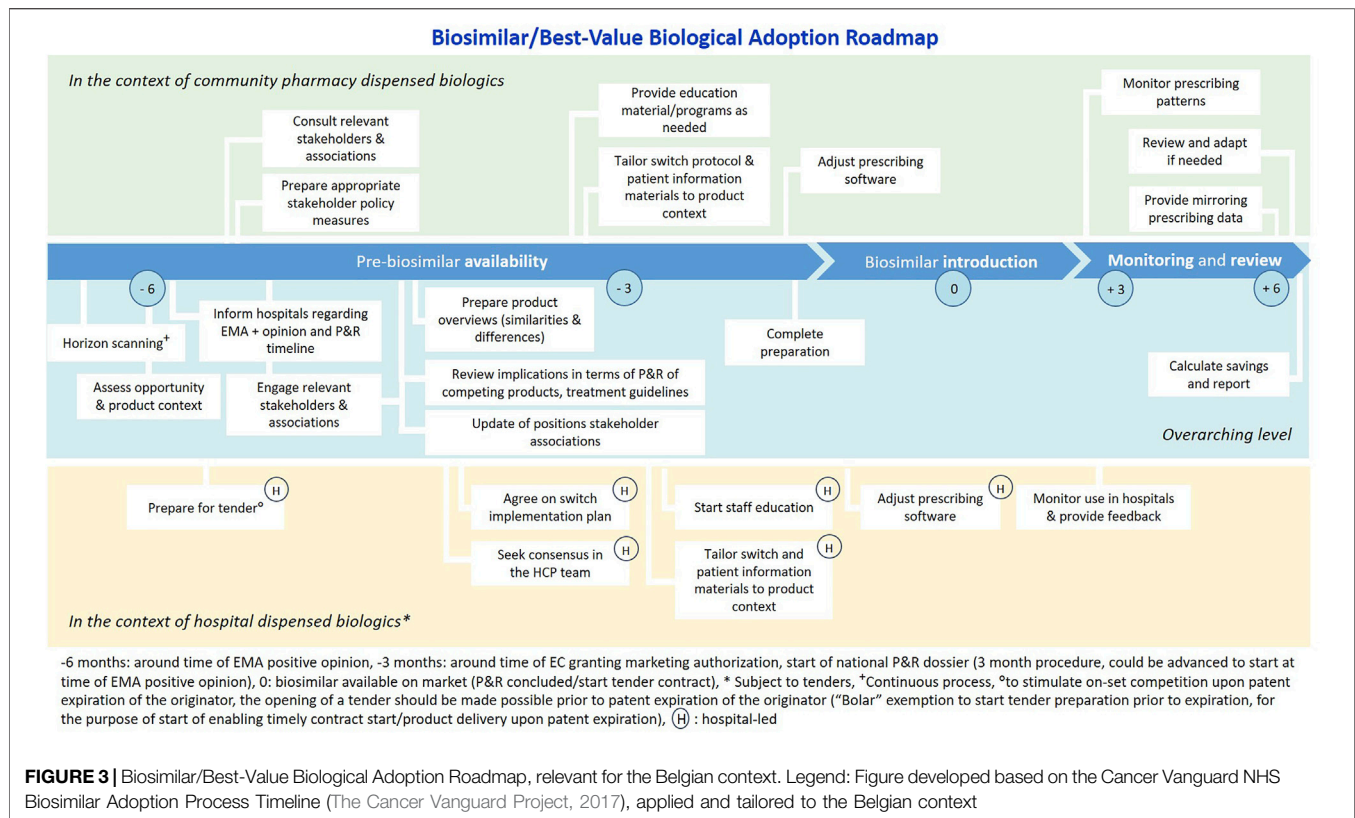 Biosimilar/Best-Value Biological Adoption Roadmap
In the context of community pharmacy dispensed biologics
Consult relevant
stakeholders &
associations
Prepare appropriate
stakeholder policy
measures
Provide education
material/programs as
needed
Tailor switch protocol &
patient information
materials to product
context
Adjust prescribing
software
Monitor prescribing
patterns
Review and adapt
if needed
Provide mirroring
prescribing data
Pre-biosimilar availability
Biosimilar introduction
Monitoring and review
- 6
- 3
0
+ 3
+ 6
Horizon scanning+
Assess opportunity
& product context
Inform hospitals regarding
EMA + opinion and P&R
timeline
Engage relevant
stakeholders &
associations
Prepare product
overviews (similarities &
differences)
Review implications in terms of P&R of
competing products, treatment guidelines
Update of positions stakeholder
associations
Complete
preparation
Calculate savings
and report
Overarching level
Prepare for tender°
H
Agree on switch
implementation plan
H
Seek consensus in
the HCP team
H
Start staff education
H
Tailor switch and
patient information
materials to product
context
H
Adjust prescribing
software
H
Monitor use in hospitals
& provide feedback
In the context of hospital dispensed biologics*
-6 months: around time of EMA positive opinion, -3 months: around time of EC granting marketing authorization, start of national P&R dossier (3 month procedure, could be advanced to start at
time of EMA positive opinion), 0: biosimilar available on market (P&R concluded/start tender contract), * Subject to tenders, +Continuous process, °to stimulate on-set competition upon patent
expiration of the originator, the opening of a tender should be made possible prior to patent expiration of the originator (“Bolar” exemption to start tender preparation prior to expiration, for
the purpose of start of enabling timely contract start/product delivery upon patent expiration), H : hospital-led
FIGURE 3 | Biosimilar/Best-Value Biological Adoption Roadmap, relevant for the Belgian context. Legend: Figure developed based on the Cancer Vanguard NHS
Biosimilar Adoption Process Timeline (The Cancer Vanguard Project, 2017), applied and tailored to the Belgian context